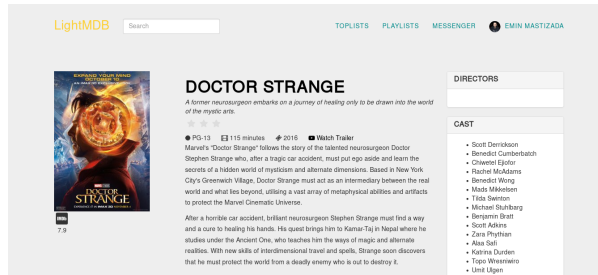 LightMDB
Search
TOPLISTS
PLAYLISTS
MESSENGER
EMIN MASTIZADA
EXPAND YOUR MIND
OCTOBER 10
DOCTOR
STRANGE
7.9
DOCTOR STRANGE
A former neurosurgeon embarks on a journey of healing only to be drawn into the world
of the mystic arts.
PG-13 115 minutes 2016 Watch Trailer
Marvel's "Doctor Strange" follows the story of the talented neurosurgeon Doctor
Stephen Strange who, after a tragic car accident, must put ego aside and learn the
secrets of a hidden world of mysticism and alternate dimensions. Based in New York
City's Greenwich Village, Doctor Strange must act as an intermediary between the real
world and what lies beyond, utilising a vast array of metaphysical abilities and artifacts
to protect the Marvel Cinematic Universe.
After a horrible car accident, brilliant neurosurgeon Stephen Strange must find a way
and a cure to healing his hands. His quest brings him to Kamar-Taj in Nepal where he
studies under the Ancient One, who teaches him the ways of magic and alternate
realities. With new skills of interdimensional travel and spells, Strange soon discovers
that he must protect the world from a deadly enemy who is out to destroy it.
DIRECTORS
CAST
Scott Derrickson
Benedict Cumberbatch
Chiwetel Ejiofor
Rachel McAdams
Benedict Wong
Mads Mikkelsen
Tilda Swinton
Michael Stuhlbarg
Benjamin Bratt
Scott Adkins
Zara Phythian
Alaa Safi
Katrina Durden
Topo Wresniwiro
Umit Ulgen